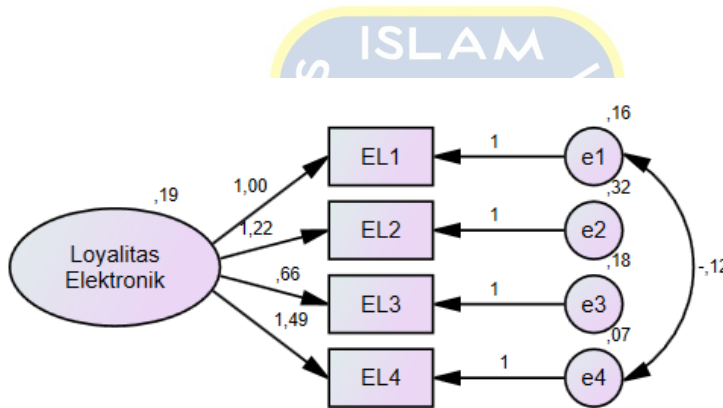 ISLAM
,16
EL1
1
e1
,19
1,00
,32
1,22
EL2
1
e2
Loyalitas
Elektronik
,18
-,12
,66
EL3
1
e3
1,49
,07
EL4
1
e4